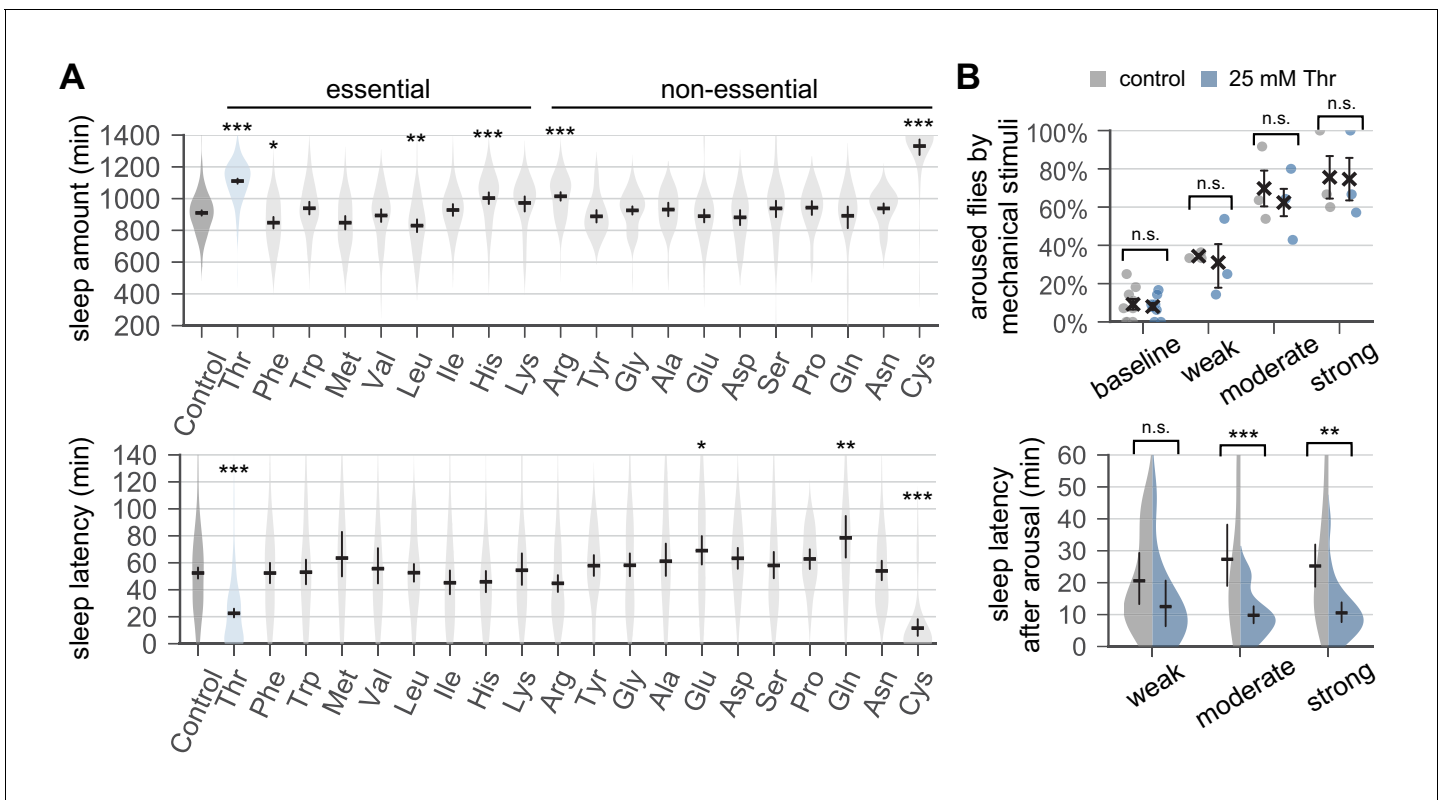 A
essential
non-essential
sleep amount (min)
1400
1200
1000
800
600
400
200
***
*
**
***
***
***
Control
Thr
Phe
Trp
Met
Val
Leu
Ile
His
Lys
Arg
Tyr
Gly
Ala
Glu
Asp
Ser
Pro
Gln
Asn
Cys
sleep latency (min)
140
120
100
80
60
40
20
0
***
*
**
***
Control
Thr
Phe
Trp
Met
Val
Leu
Ile
His
Lys
Arg
Tyr
Gly
Ala
Glu
Asp
Ser
Pro
Gln
Asn
Cys
B
control
25 mM Thr
aroused flies by
mechanical stimuli
100%
80%
60%
40%
20%
0%
n.s.
n.s.
n.s.
n.s.
baseline
weak
moderate
strong
sleep latency
after arousal (min)
60
50
40
30
20
10
0
n.s.
***
**
weak
moderate
strong